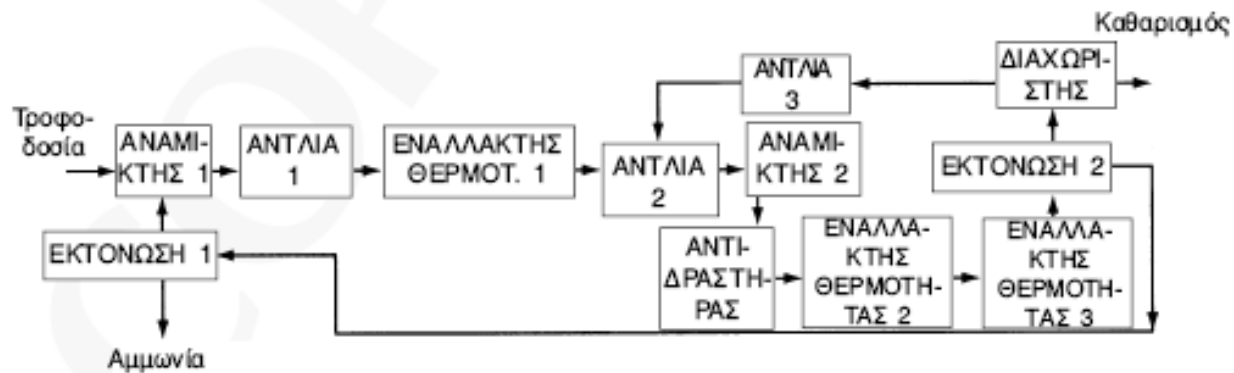 Καθαρισμός
ΔΙΑΧΩΡΙ-
ΣΤΗΣ
ΑΝΤΛΙΑ
3
Τροφο-
δοσία
ΑΝΑΜΙ-
ΚΤΗΣ 1
ΑΝΤΛΙΑ
1
ΕΝΑΛΛΑΚΤΗΣ
ΘΕΡΜΟΤ. 1
ΑΝΤΛΙΑ
2
ΑΝΑΜΙ-
ΚΤΗΣ 2
ΕΚΤΟΝΩΣΗ 2
ΕΚΤΟΝΩΣΗ 1
ΑΝΤΙ-
ΔΡΑΣΤΗ-
ΡΑΣ
ΕΝΑΛΛΑ-
ΚΤΗΣ
ΘΕΡΜΟΤΗ-
ΤΑΣ 2
ΕΝΑΛΛΑ-
ΚΤΗΣ
ΘΕΡΜΟΤΗ-
ΤΑΣ 3
Αμμωνία